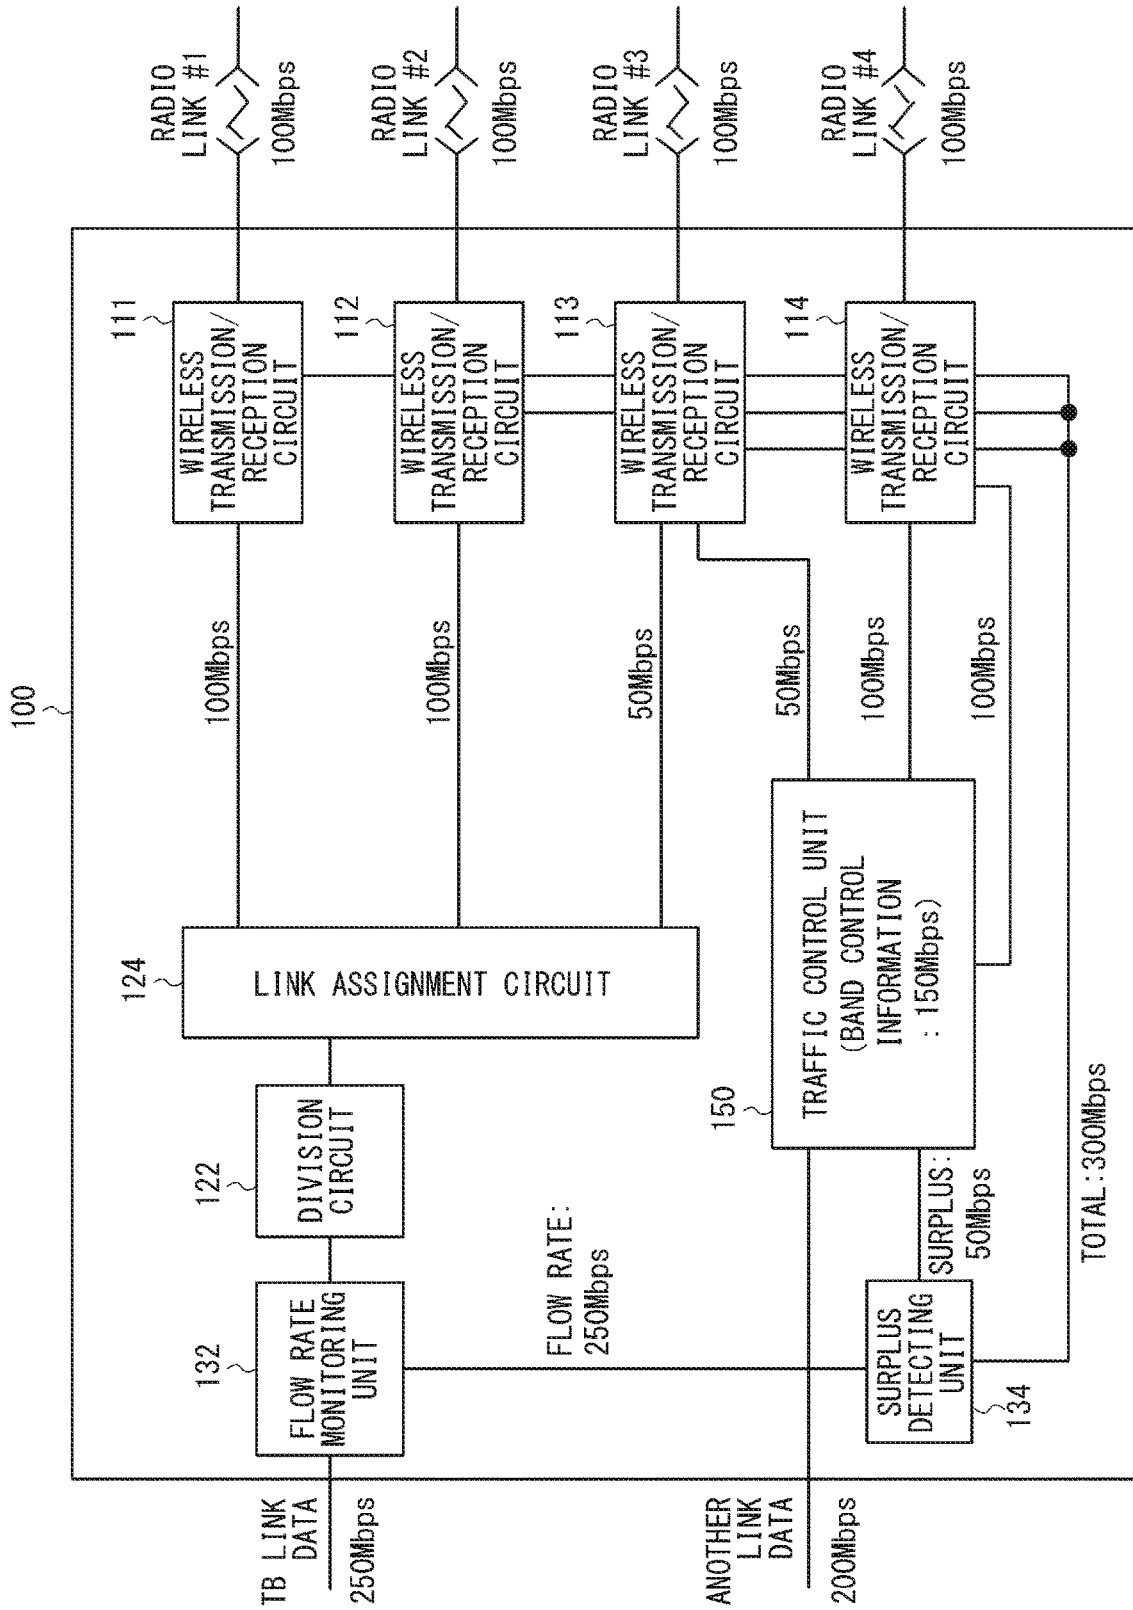 100
TB LINK
DATA
250Mbps
132
FLOW RATE
MONITORING
UNIT
122
DIVISION
CIRCUIT
124
LINK ASSIGNMENT CIRCUIT
100Mbps
100Mbps
50Mbps
111
WIRELESS
TRANSMISSION/
RECEPTION
CIRCUIT
RADIO
LINK #1
100Mbps
112
WIRELESS
TRANSMISSION/
RECEPTION
CIRCUIT
RADIO
LINK #2
100Mbps
113
WIRELESS
TRANSMISSION/
RECEPTION
CIRCUIT
RADIO
LINK #3
100Mbps
114
WIRELESS
TRANSMISSION/
RECEPTION
CIRCUIT
RADIO
LINK #4
100Mbps
FLOW RATE:
250Mbps
ANOTHER
LINK
DATA
200Mbps
150
TRAFFIC CONTROL UNIT
(BAND CONTROL
INFORMATION
: 150Mbps)
50Mbps
100Mbps
100Mbps
SURPLUS
DETECTING
UNIT
134
SURPLUS:
50Mbps
TOTAL:300Mbps